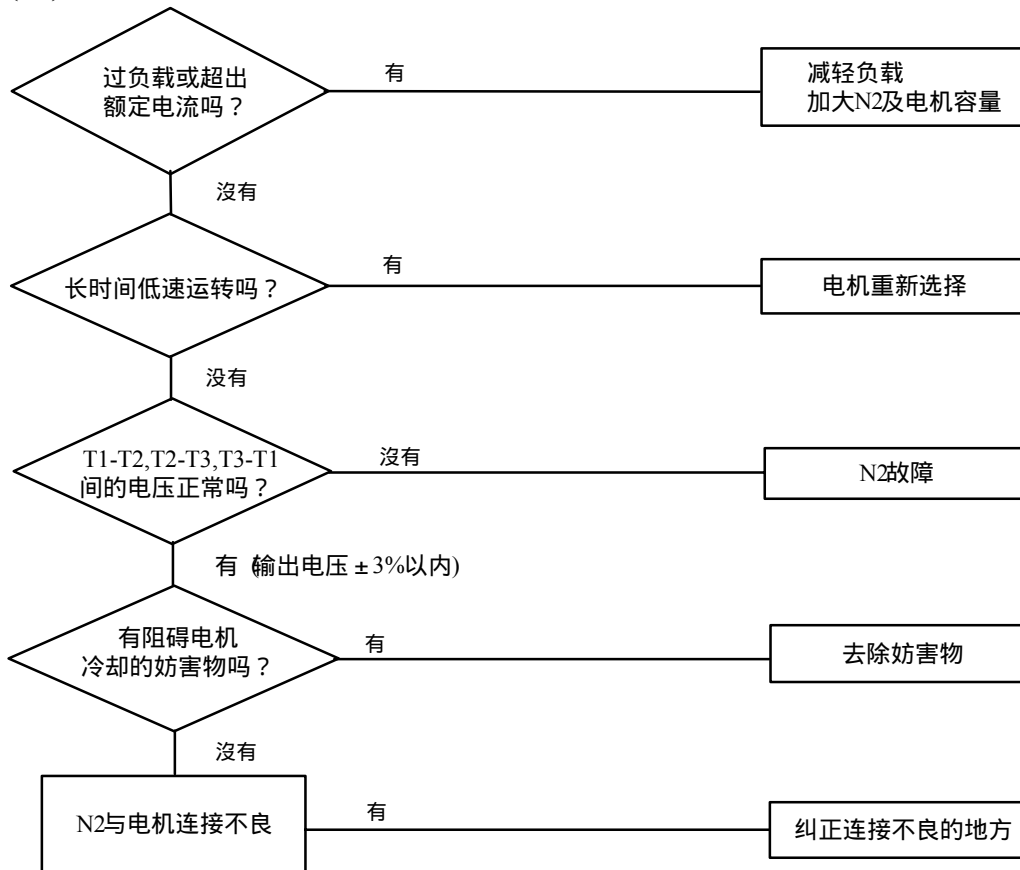 过负载或超出
额定电流吗？
有
减轻负载
加大N2及电机容量
沒有
长时间低速运转吗？
有
电机重新选择
没有
T1-T2,T2-T3,T3-T1
间的电压正常吗？
沒有
N2故障
有 (输出电压±3%以内)
有阻碍电机
冷却的妨害物吗？
有
去除妨害物
沒有
N2与电机连接不良
有
纠正连接不良的地方